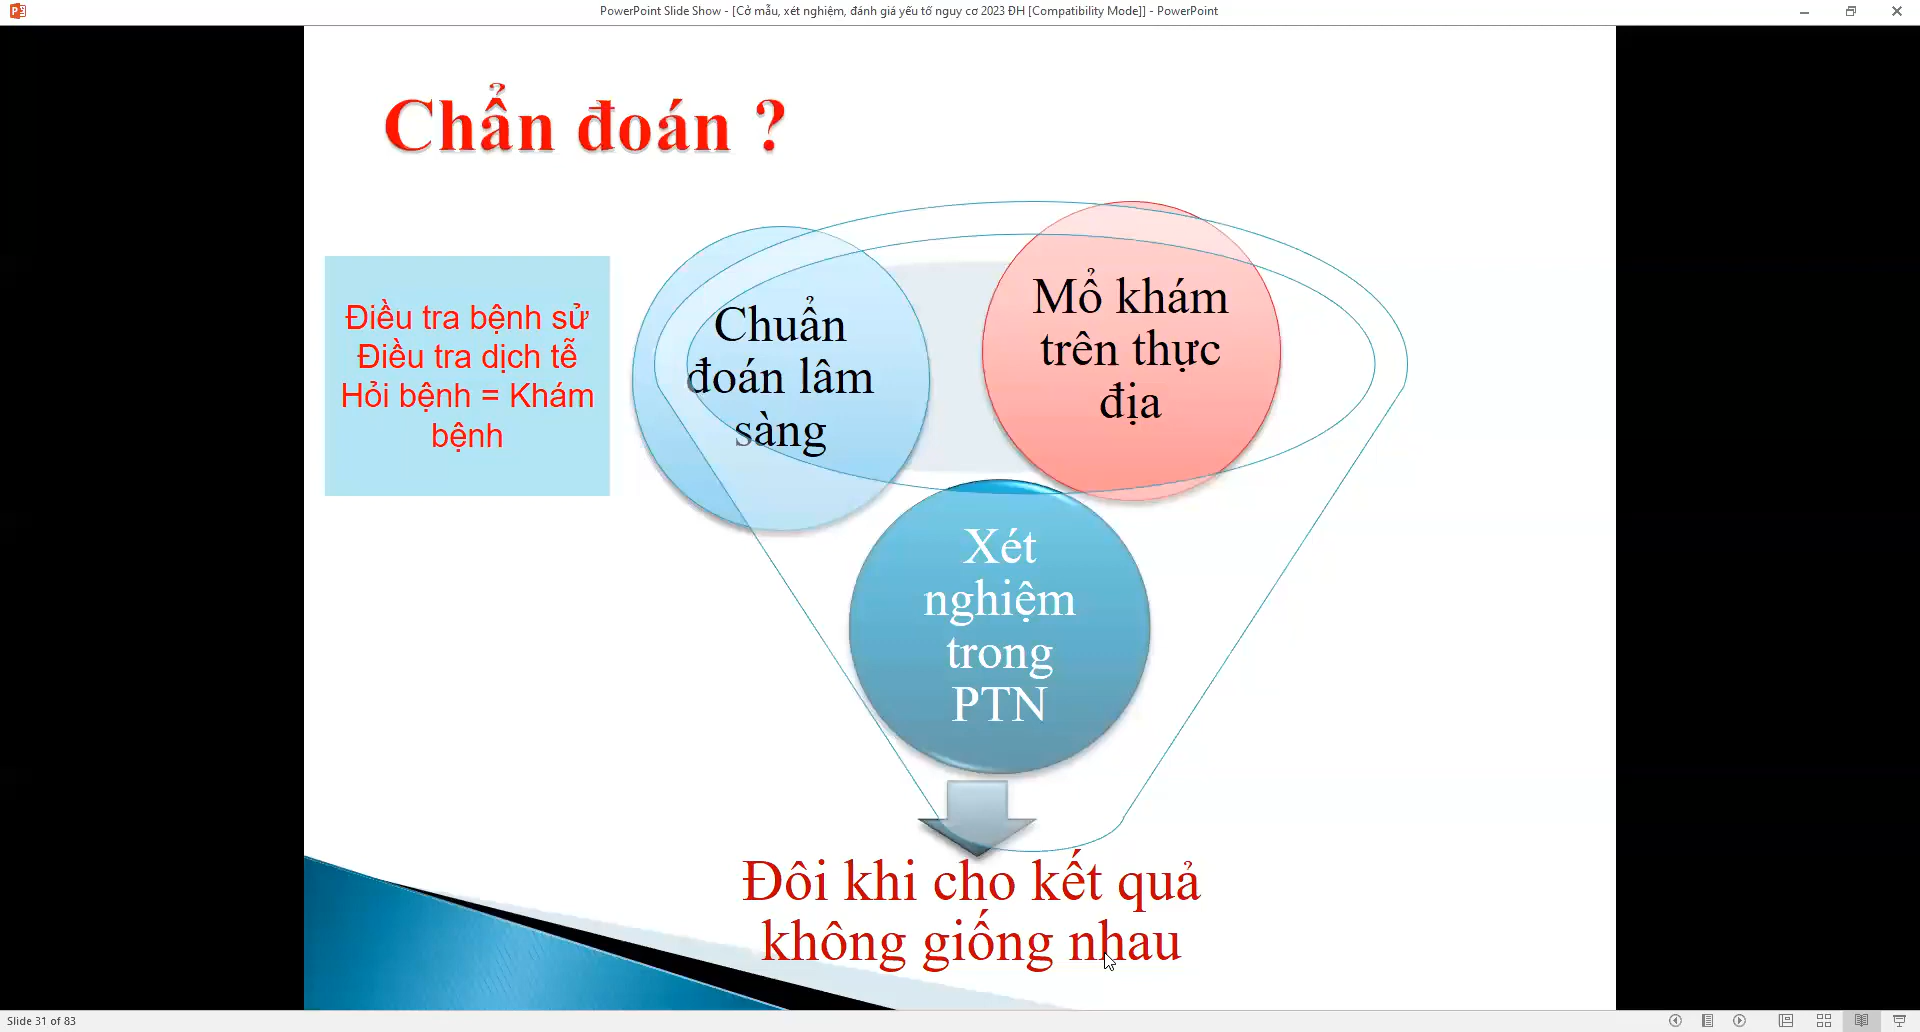 PowerPoint Slide Show - [Cở mẫu, xét nghiệm, đánh giá yếu tố nguy cơ 2023 ĐH [Compatibility Mode]] - PowerPoint
Chẩn đoán ?
Điều tra bệnh sử
Điều tra dịch tễ
Hỏi bệnh = Khám
bệnh
Chuẩn
đoán lâm
sàng
Mổ khám
trên thực
địa
Xét
nghiệm
trong
PTN
Đôi khi cho kết quả
không giống nhau
Slide 31 of 83